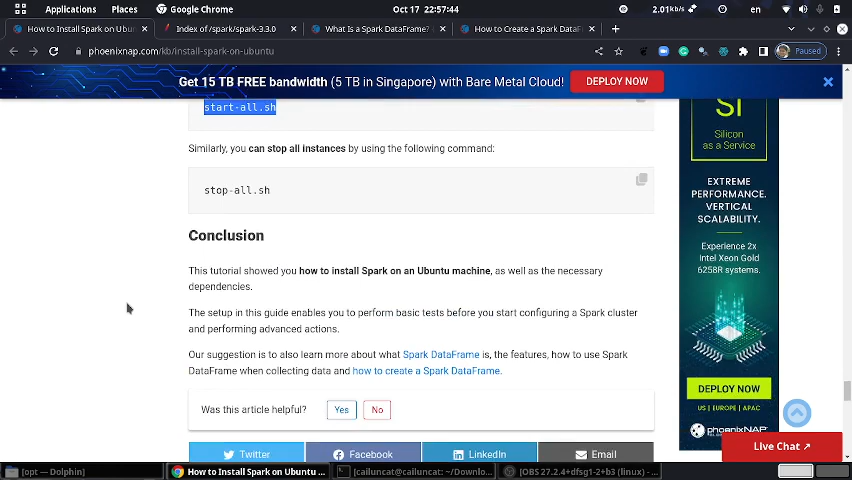 Applications Places Google Chrome Oct 17 22:57:44 2.01kb/s en
How to Install Spark on Ubun
Index of /spark/spark-3.3.0
What Is a Spark DataFrame?
How to Create a Spark DataF
phoenixnap.com/kb/install-spark-on-ubuntu Paused
Get 15 TB FREE bandwidth (5 TB in Singapore) with Bare Metal Cloud! DEPLOY NOW
start-all.sh
Similarly, you can stop all instances by using the following command:
stop-all.sh
Conclusion
This tutorial showed you how to install Spark on an Ubuntu machine, as well as the necessary
dependencies.
The setup in this guide enables you to perform basic tests before you start configuring a Spark cluster
and performing advanced actions.
Our suggestion is to also learn more about what Spark DataFrame is, the features, how to use Spark
DataFrame when collecting data and how to create a Spark DataFrame.
Was this article helpful? Yes No
Twitter Facebook LinkedIn Email
SI
Silicon
as a Service
EXTREME
PERFORMANCE.
VERTICAL
SCALABILITY.
Experience 2x
Intel Xeon Gold
6258R systems.
DEPLOY NOW
US | EUROPE | APAC
phoenixNAP
Live Chat ↗
[opt — Dolphin]
How to Install Spark on Ubuntu ...
[cailuncat@cailuncat: ~/Downlo...
[OBS 27.2.4+dfsg1-2+b3 (linux) - ...